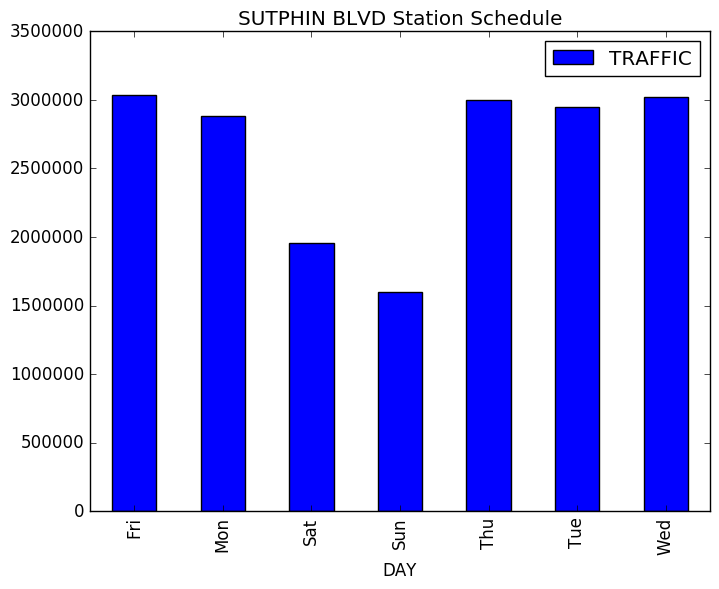 SUTPHIN BLVD Station Schedule
TRAFFIC
3500000
3000000
2500000
2000000
1500000
1000000
500000
0
Fri
Mon
Sat
Sun
Thu
Tue
Wed
DAY